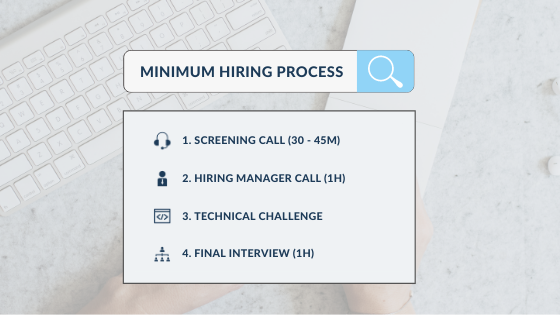 MINIMUM HIRING PROCESS
1. SCREENING CALL (30 - 45M)
2. HIRING MANAGER CALL (1H)
3. TECHNICAL CHALLENGE
4. FINAL INTERVIEW (1H)